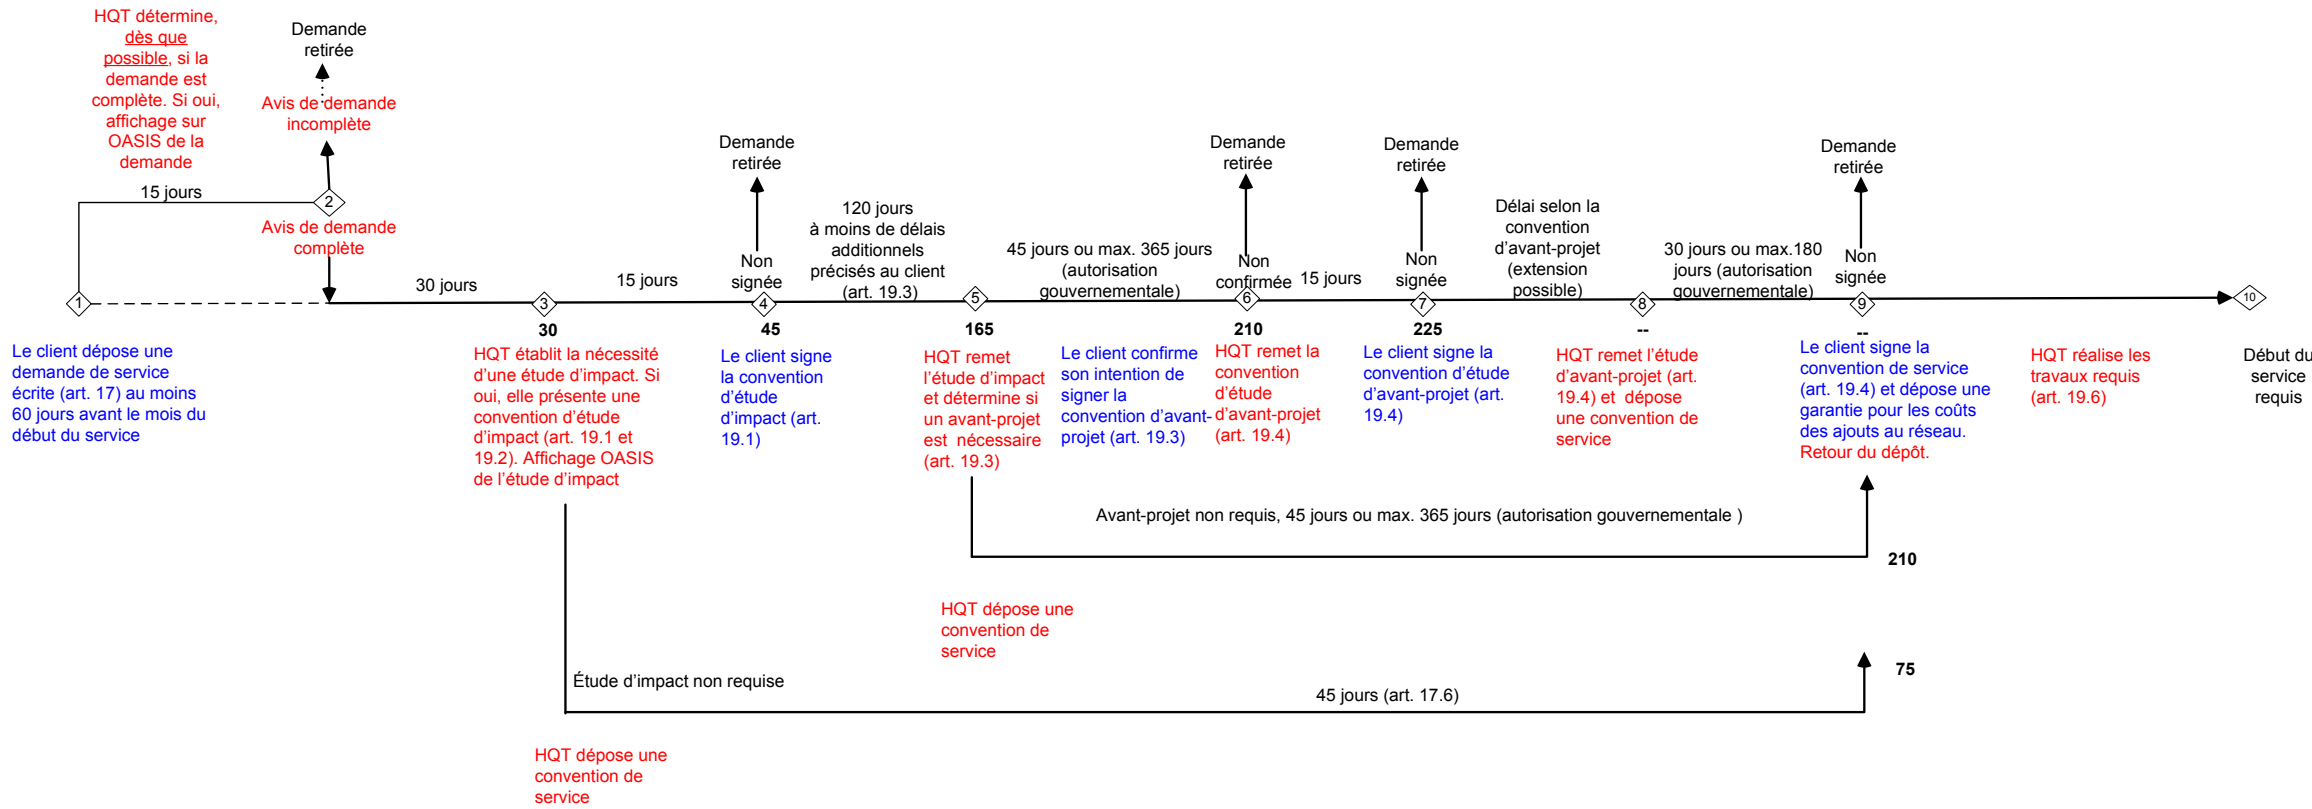 HQT détermine,
dès que
possible, si la
demande est
complète. Si oui,
affichage sur
OASIS de la
demande
Demande
retirée
Avis de demande
incomplète
15 jours
2
Avis de demande
complète
1
30 jours
3
15 jours
Demande
retirée
Non
signée
4
120 jours
à moins de délais
additionnels
précisés au client
(art. 19.3)
5
45 jours ou max. 365 jours
(autorisation
gouvernementale)
Demande
retirée
Non
confirmée
6
15 jours
Demande
retirée
Non
signée
7
Délai selon la
convention
d’avant-projet
(extension
possible)
8
30 jours ou max.180
jours (autorisation
gouvernementale)
Demande
retirée
Non
signée
9
10
30
45
165
210
225
--
--
Le client dépose une
demande de service
écrite (art. 17) au moins
60 jours avant le mois du
début du service
HQT établit la nécessité
d’une étude d’impact. Si
oui, elle présente une
convention d’étude
d’impact (art. 19.1 et
19.2). Affichage OASIS
de l’étude d’impact
Le client signe
la convention
d’étude
d’impact (art.
19.1)
HQT remet
l’étude d’impact
et détermine si
un avant-projet
est nécessaire
(art. 19.3)
Le client confirme
son intention de
signer la
convention d’avant-
projet (art. 19.3)
HQT remet la
convention
d’étude
d’avant-projet
(art. 19.4)
Le client signe la
convention d’étude
d’avant-projet (art.
19.4)
HQT remet l’étude
d’avant-projet (art.
19.4) et dépose
une convention de
service
Le client signe la
convention de service
(art. 19.4) et dépose une
garantie pour les coûts
des ajouts au réseau.
Retour du dépôt.
HQT réalise les
travaux requis
(art. 19.6)
Début du
service
requis
Avant-projet non requis, 45 jours ou max. 365 jours (autorisation gouvernementale )
210
HQT dépose une
convention de
service
75
Étude d’impact non requise
45 jours (art. 17.6)
HQT dépose une
convention de
service